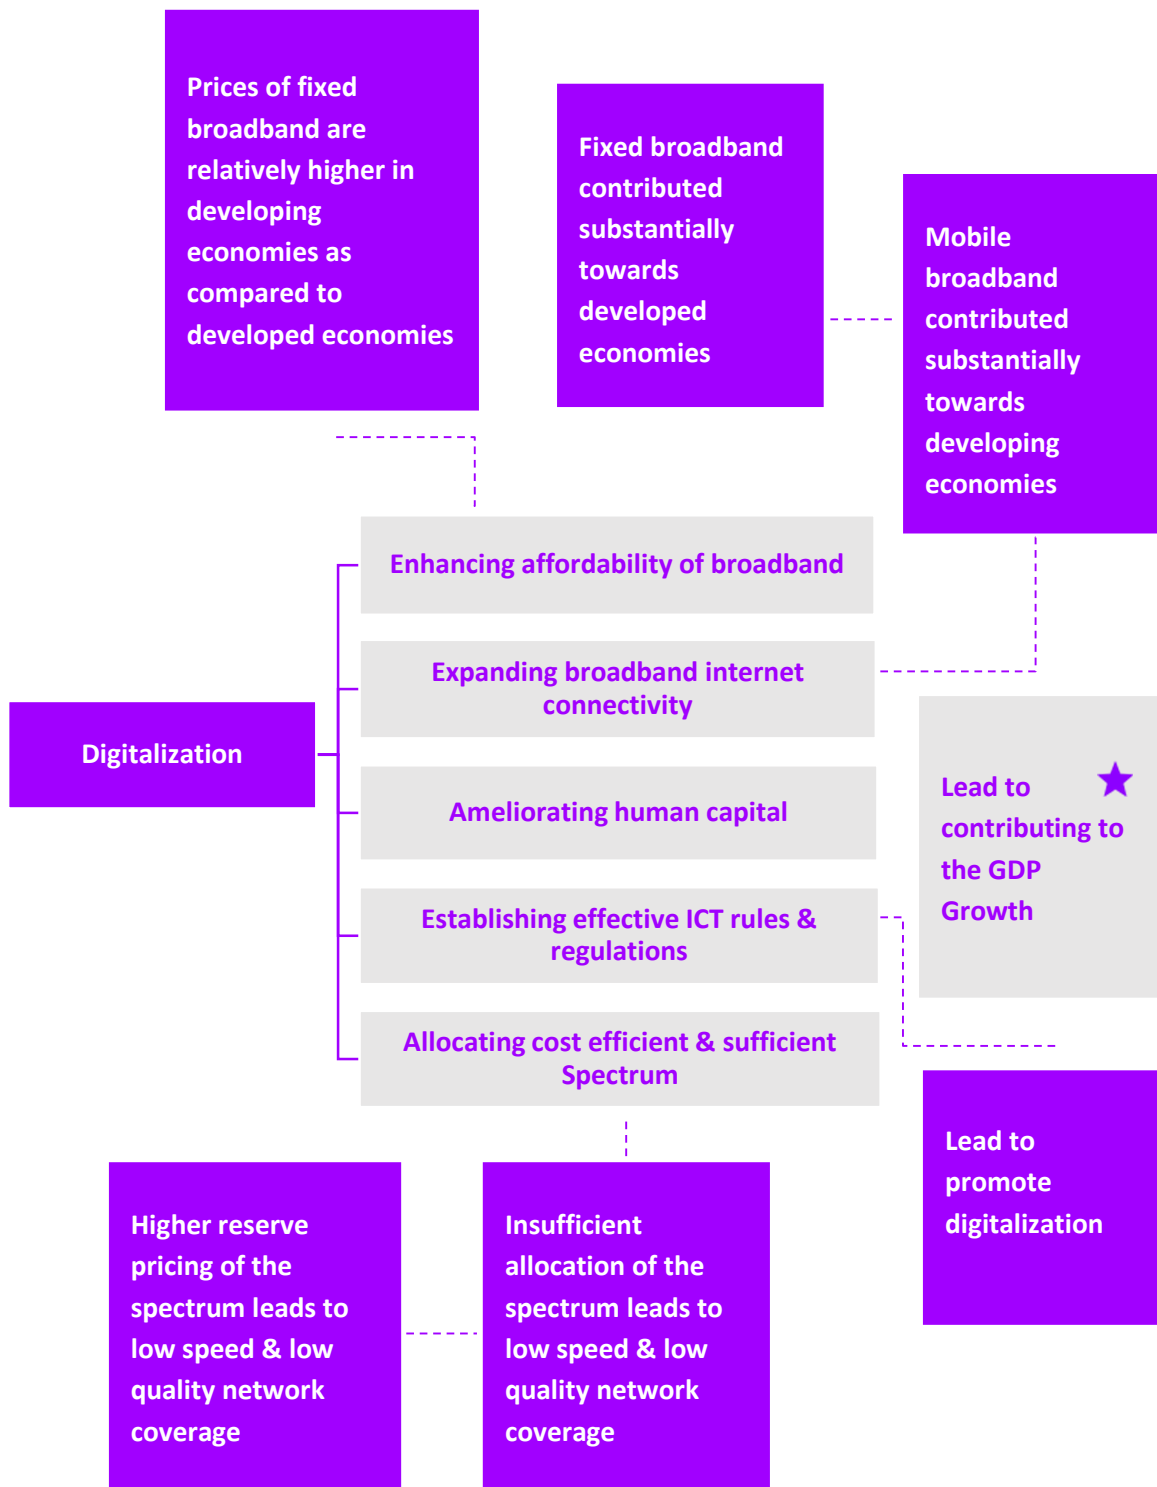 Prices of fixed
broadband are
relatively higher in
developing
economies as
compared to
developed economies
Fixed broadband
contributed
substantially
towards
developed
economies
Mobile
broadband
contributed
substantially
towards
developing
economies
Enhancing affordability of broadband
Expanding broadband internet
connectivity
Digitalization
Ameliorating human capital
Lead to
contributing to
the GDP
Growth
Establishing effective ICT rules &
regulations
Allocating cost efficient & sufficient
Spectrum
Lead to
promote
digitalization
Higher reserve
pricing of the
spectrum leads to
low speed & low
quality network
coverage
Insufficient
allocation of the
spectrum leads to
low speed & low
quality network
coverage